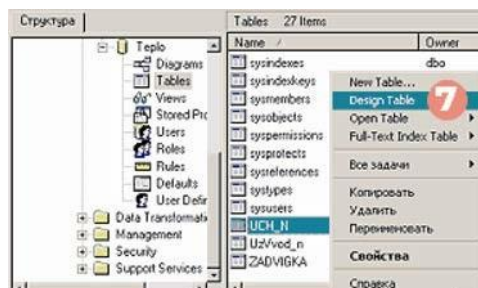 Структура
Tables 27 Items
Teplo
Diagrams
Tables
Views
Stored Pro
Users
Roles
Rules
Defaults
User Defin
Data Transformati
Management
Security
Support Services
Name
Owner
sysindexes
dbo
sysindexkeys
sysmembers
sysobjects
syspermissions
sysprotects
sysreferences
systypes
sysusers
UCH_N
UzVvod_n
ZADVIGKA
New Table...
Design Table
7
Open Table
Full-Text Index Table
Все задачи
Копировать
Удалить
Переименовать
Свойства
Справка